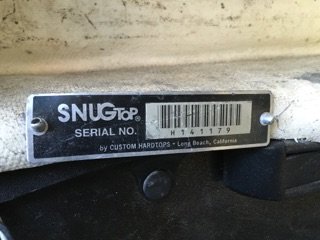 SNUGTOP®
SERIAL NO.
H141179
by CUSTOM HARDTOPS - Long Beach, California